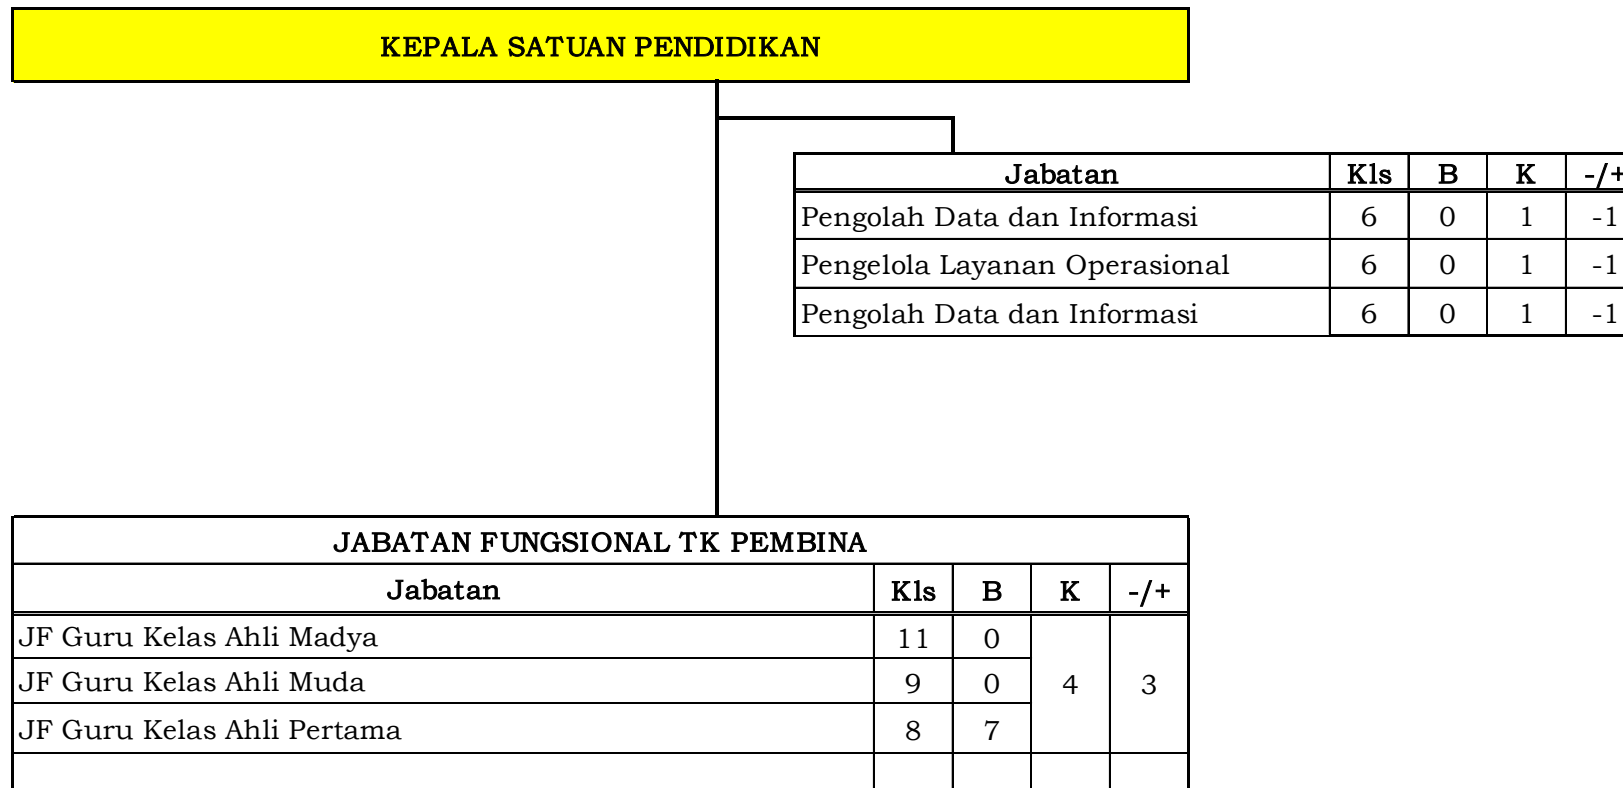 KEPALA SATUAN PENDIDIKAN
Jabatan Kls B K -/+
Pengolah Data dan Informasi 6 0 1 -1
Pengelola Layanan Operasional 6 0 1 -1
Pengolah Data dan Informasi 6 0 1 -1
JABATAN FUNGSIONAL TK PEMBINA
Jabatan Kls B K -/+
JF Guru Kelas Ahli Madya 11 0
JF Guru Kelas Ahli Muda 9 0 4 3
JF Guru Kelas Ahli Pertama 8 7